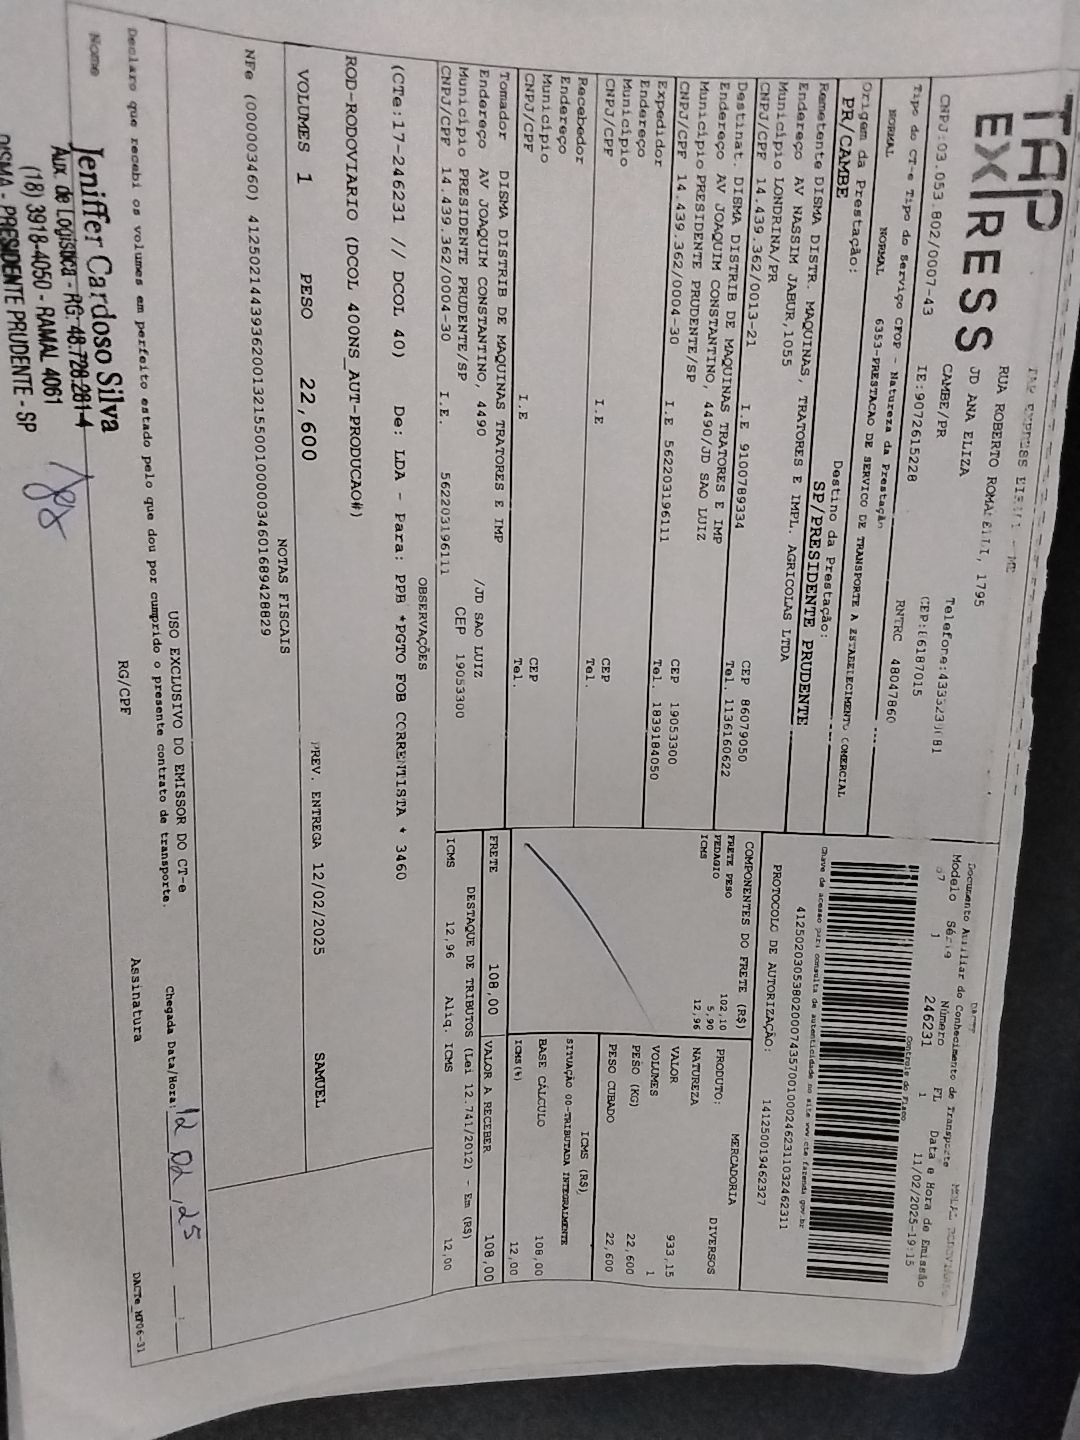 TAP
EXPRESS
TAP EXPRESS EIRELI - ME
RUA ROBERTO ROMANELLI, 1795
JD ANA ELIZA
CAMBE/PR
CNPJ:03.053.802/0007-43 IE:9072615228 CEP:86187015
RNTRC 48047860
Tipo do CT-e Tipo do Serviço CFOP - Natureza da Prestação
NORMAL NORMAL 6353-PRESTACAO DE SERVICO DE TRANSPORTE A ESTABELECIMENTO COMERCIAL
Origem da Prestação: Destino da Prestação:
PR/CAMBE SP/PRESIDENTE PRUDENTE
Documento Auxiliar do Conhecimento de Transporte
Modelo Série Número FL Data e Hora de Emissão
57 1 246231 1 11/02/2025-19:15
Controle do Fisco
Chave de acesso para consulta de autenticidade no site www.cte.fazenda.gov.br
41250203053802000743570010002462311032462311
PROTOCOLO DE AUTORIZAÇÃO: 141250019462327
Remetente DISMA DISTR. MAQUINAS, TRATORES E IMPL. AGRICOLAS LTDA
Endereço AV NASSIM JABUR,1055
Município LONDRINA/PR CEP 86079050
CNPJ/CPF 14.439.362/0013-21 I.E 9100789334 Tel. 1136160622
Destinat. DISMA DISTRIB DE MAQUINAS TRATORES E IMP
Endereço AV JOAQUIM CONSTANTINO, 4490/JD SAO LUIZ
Município PRESIDENTE PRUDENTE/SP CEP 19053300
CNPJ/CPF 14.439.362/0004-30 I.E 562203196111 Tel. 1839184050
Expedidor
Endereço
Município CEP
CNPJ/CPF I.E Tel.
Recebedor
Endereço
Município CEP
CNPJ/CPF I.E Tel.
Tomador DISMA DISTRIB DE MAQUINAS TRATORES E IMP
Endereço AV JOAQUIM CONSTANTINO, 4490 /JD SAO LUIZ
Município PRESIDENTE PRUDENTE/SP CEP 19053300
CNPJ/CPF 14.439.362/0004-30 I.E. 562203196111
COMPONENTES DO FRETE (R$)
FRETE PESO 102,10
PEDAGIO 5,90
ICMS 12,96
PRODUTO: MERCADORIA
NATUREZA DIVERSOS
VALOR 933,15
VOLUMES 1
PESO (KG) 22,600
PESO CUBADO 22,600
ICMS (R$),
SITUAÇÃO 00-TRIBUTADA INTEGRALMENTE
BASE CÁLCULO 108,00
ICMS(%) 12,00
FRETE 108,00 VALOR A RECEBER 108,00
DESTAQUE DE TRIBUTOS (Lei 12.741/2012) - Em (R$)
ICMS 12,96 Aliq. ICMS 12,00
OBSERVAÇÕES
(CTe:17-246231 // DCOL 40) De: LDA - Para: PPB *PGTO FOB CORRENTISTA * 3460
ROD-RODOVIARIO (DCOL 400NS_AUT-PRODUCAO#)
VOLUMES 1 PESO 22,600 PREV. ENTREGA 12/02/2025 SAMUEL
NOTAS FISCAIS
NFe (000003460) 41250214439362001321550010000034601689428829
USO EXCLUSIVO DO EMISSOR DO CT-e
Declaro que recebi os volumes em perfeito estado pelo que dou por cumprido o presente contrato de transporte.
Chegada Data/Hora: 12 02 25
Nome RG/CPF Assinatura
DACTe_MT06-31
Jeniffer Cardoso Silva
Aux. de Logística - RG: 48.728.281-4
(18) 3918-4050 - RAMAL 4061
DISMA - PRESIDENTE PRUDENTE - SP